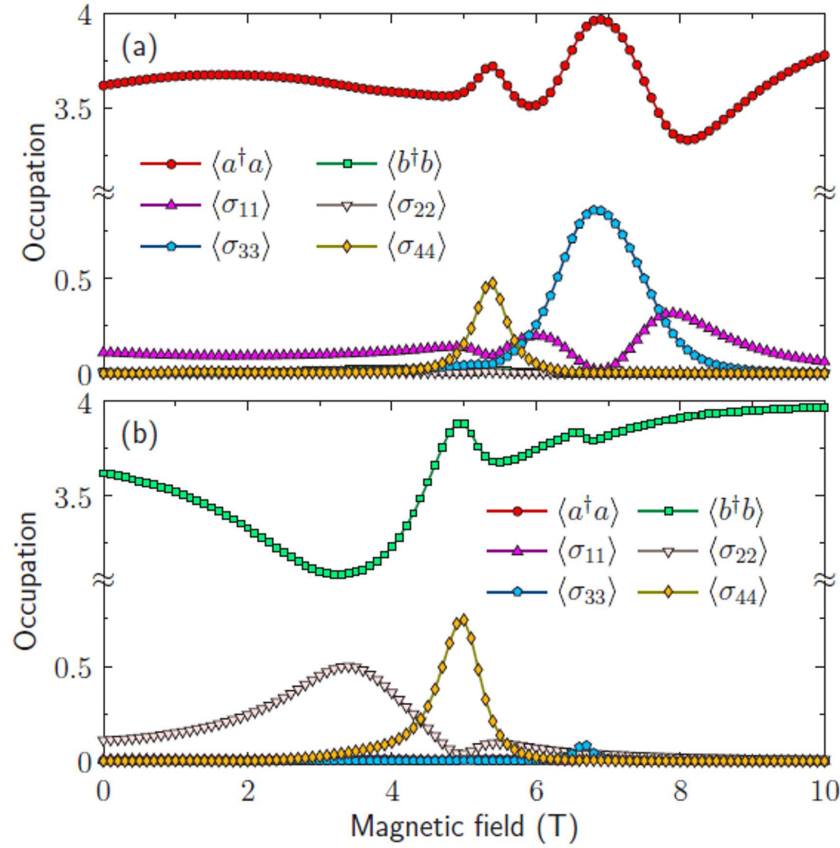 4
(a)
3.5
Occupation
⟨a†a⟩ ⟨b†b⟩
⟨σ11⟩ ⟨σ22⟩
⟨σ33⟩ ⟨σ44⟩
≈ ≈
0.5
0
4
(b)
3.5
Occupation
⟨a†a⟩ ⟨b†b⟩
⟨σ11⟩ ⟨σ22⟩
⟨σ33⟩ ⟨σ44⟩
≈ ≈
0.5
0
0 2 4 6 8 10
Magnetic field (T)